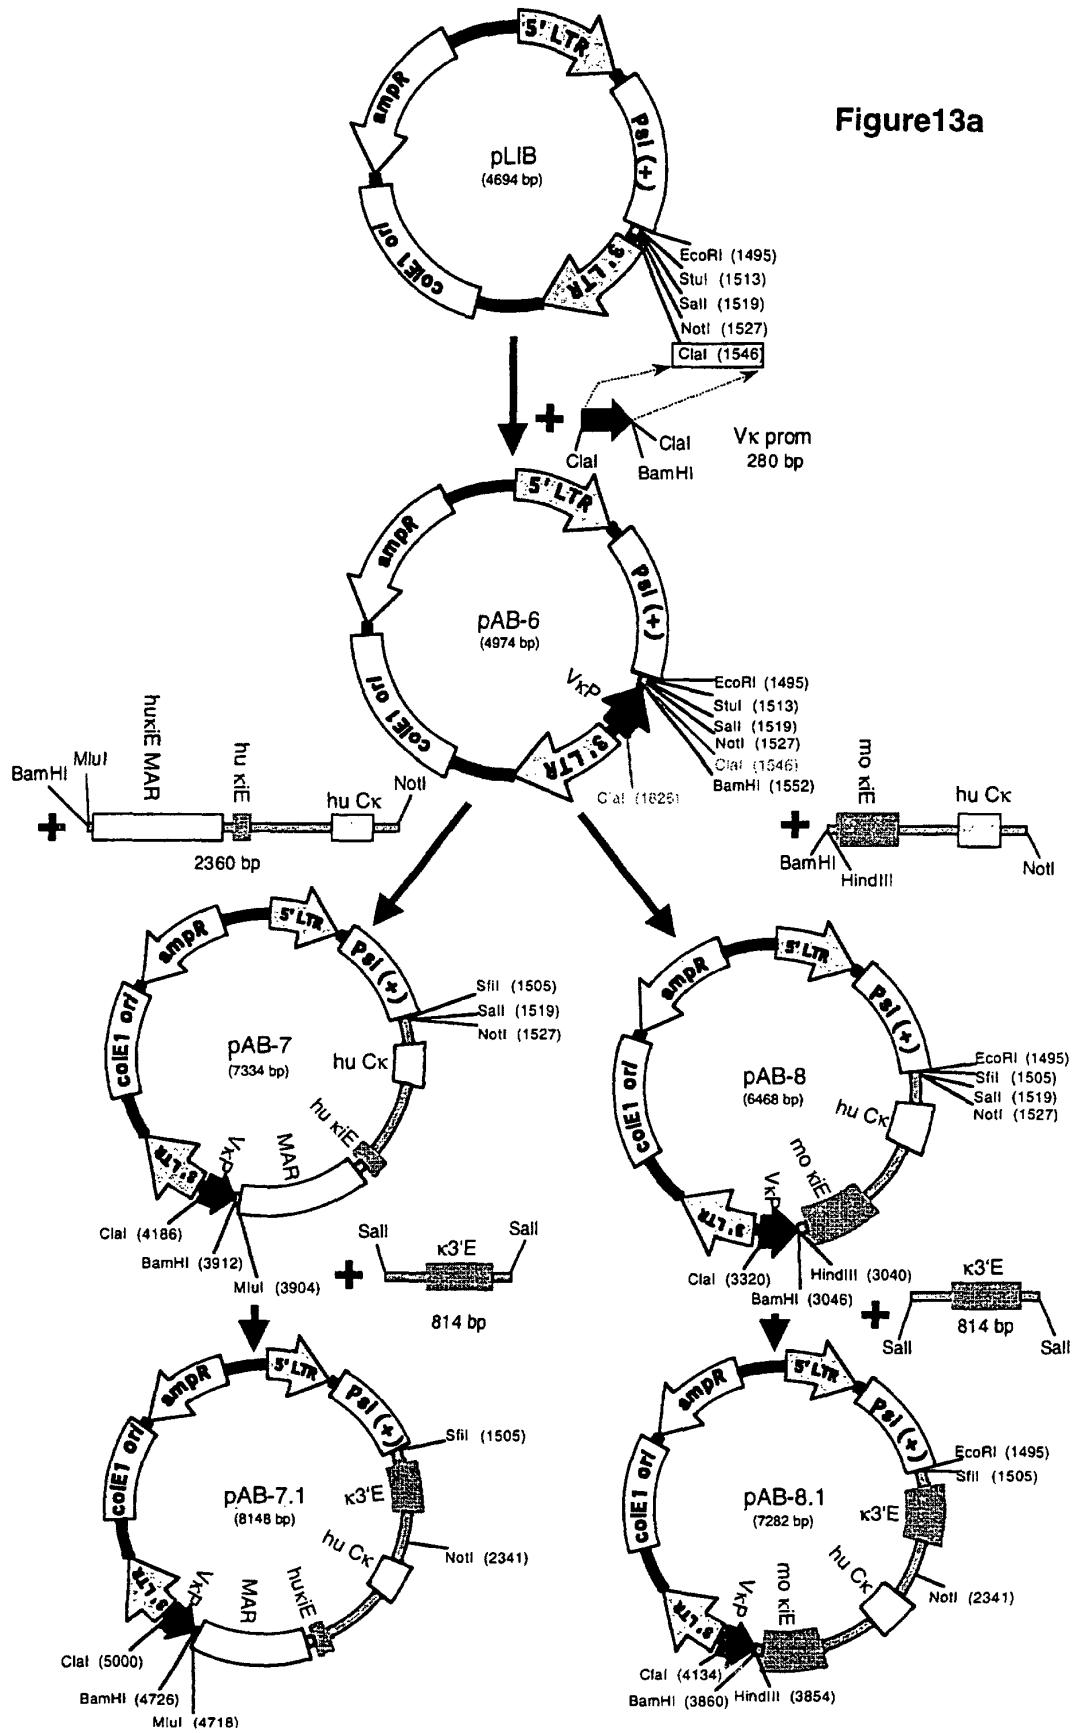 Figure13a
5' LTR
ampR
Psi (+)
pLIB
(4694 bp)
colE1 ori
3' LTR
EcoRI (1495)
StuI (1513)
SalI (1519)
NotI (1527)
ClaI (1546)
ClaI
ClaI
BamHI
Vκ prom
280 bp
5' LTR
ampR
Psi (+)
pAB-6
(4974 bp)
colE1 ori
VκP
3' LTR
EcoRI (1495)
StuI (1513)
SalI (1519)
NotI (1527)
ClaI (1546)
BamHI (1552)
ClaI (1826)
BamHI
MluI
huκiE MAR
hu κiE
hu Cκ
NotI
2360 bp
mo κiE
hu Cκ
BamHI
HindIII
NotI
5' LTR
ampR
Psi (+)
SfiI (1505)
SalI (1519)
NotI (1527)
pAB-7
(7334 bp)
colE1 ori
hu Cκ
hu κiE
MAR
VκP
3' LTR
ClaI (4186)
BamHI (3912)
MluI (3904)
5' LTR
ampR
Psi (+)
EcoRI (1495)
SfiI (1505)
SalI (1519)
NotI (1527)
pAB-8
(6468 bp)
colE1 ori
hu Cκ
mo κiE
VκP
3' LTR
ClaI (3320)
HindIII (3040)
BamHI (3046)
SalI
SalI
κ3'E
814 bp
κ3'E
814 bp
SalI
SalI
5' LTR
ampR
Psi (+)
SfiI (1505)
pAB-7.1
(8148 bp)
colE1 ori
κ3'E
hu Cκ
NotI (2341)
huκiE
MAR
VκP
3' LTR
ClaI (5000)
BamHI (4726)
MluI (4718)
5' LTR
ampR
Psi (+)
EcoRI (1495)
SfiI (1505)
pAB-8.1
(7282 bp)
colE1 ori
κ3'E
hu Cκ
NotI (2341)
mo κiE
VκP
3' LTR
ClaI (4134)
BamHI (3860)
HindIII (3854)